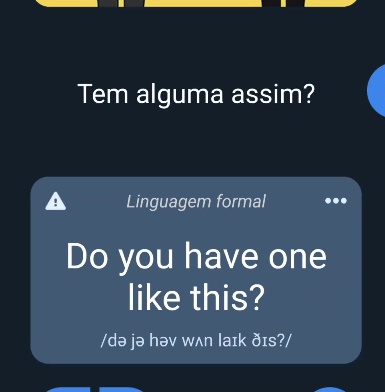 Tem alguma assim?
Linguagem formal
Do you have one
like this?
/də jə həv wʌn laɪk ðɪs?/